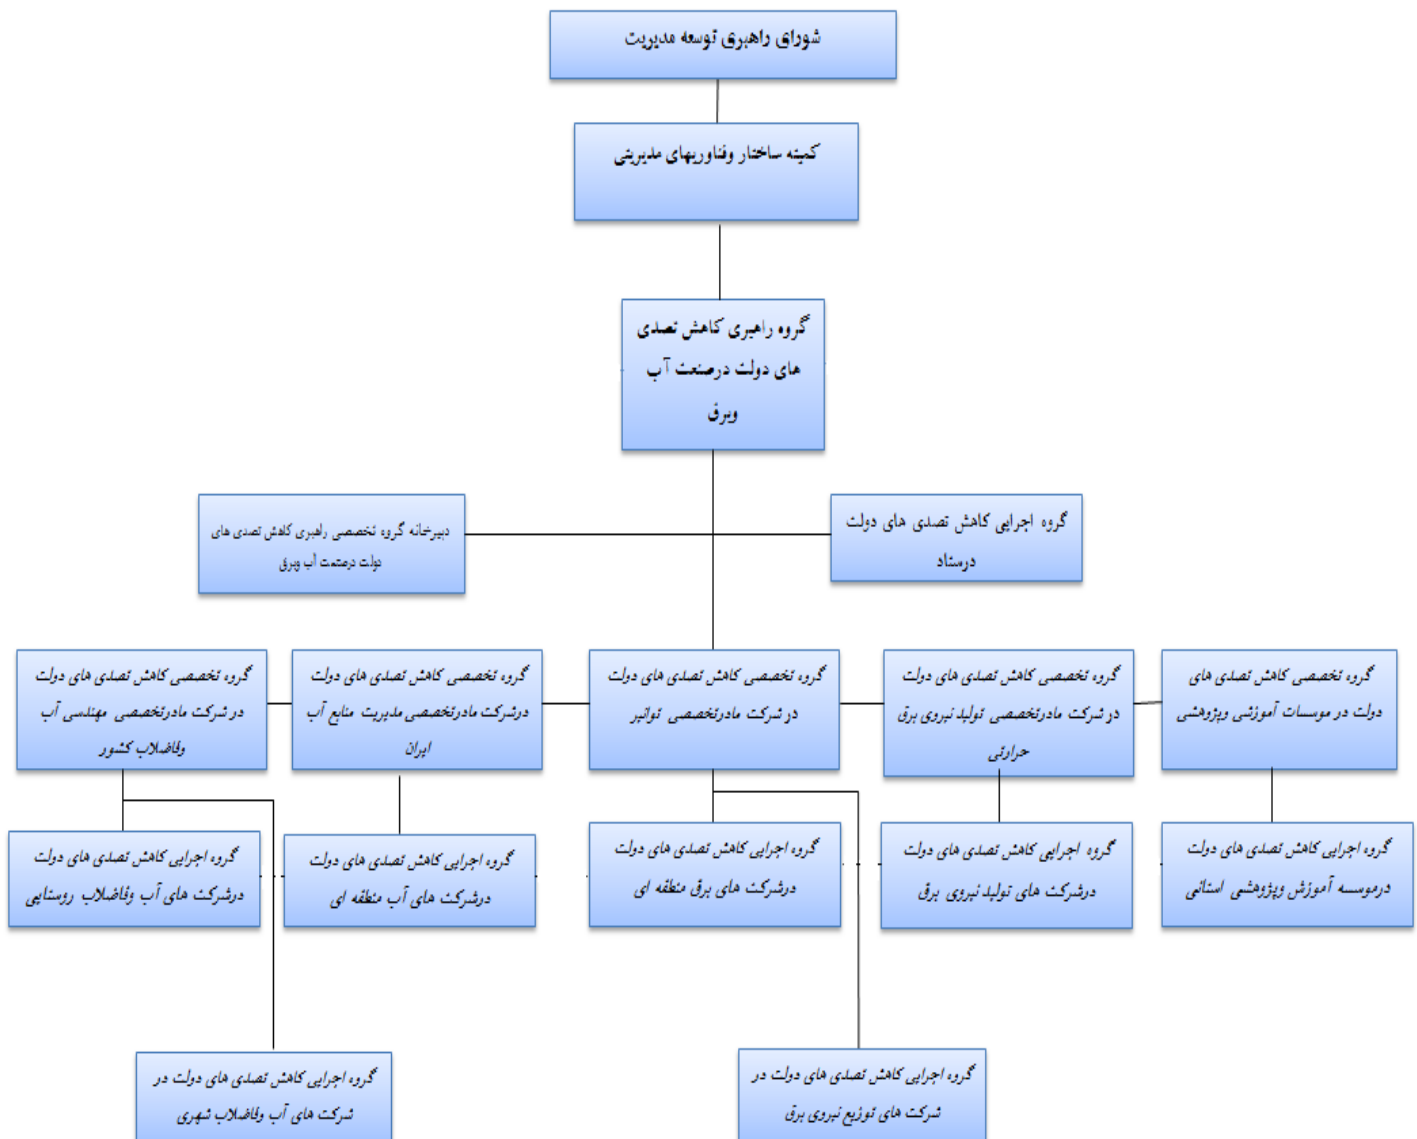 شورای راهبری توسعه مدیریت
کمیته ساختار وفناوریهای مدیریتی
گروه راهبری کاهش تصدی
های دولت درصنعت آب
وبرق
گروه اجرایی کاهش تصدی های دولت
درستاد
دبیرخانه گروه تخصصی راهبری کاهش تصدی های
دولت درصنعت آب وبرق
گروه تخصصی کاهش تصدی های
دولت در موسسات آموزشی وپژوهشی
گروه تخصصی کاهش تصدی های دولت
در شرکت مادرتخصصی تولید نیروی برق
حرارتی
گروه تخصصی کاهش تصدی های دولت
در شرکت مادرتخصصی توانیر
گروه تخصصی کاهش تصدی های دولت
درشرکت مادرتخصصی مدیریت منابع آب
ایران
گروه تخصصی کاهش تصدی های دولت
در شرکت مادرتخصصی مهندسی آب
وفاضلاب کشور
گروه اجرایی کاهش تصدی های دولت
درموسسه آموزش وپژوهشی استانی
گروه اجرایی کاهش تصدی های دولت
درشرکت های تولید نیروی برق
گروه اجرایی کاهش تصدی های دولت
درشرکت های برق منطقه ای
گروه اجرایی کاهش تصدی های دولت
درشرکت های آب منطقه ای
گروه اجرایی کاهش تصدی های دولت
درشرکت های آب وفاضلاب روستایی
گروه اجرایی کاهش تصدی های دولت در
شرکت های توزیع نیروی برق
گروه اجرایی کاهش تصدی های دولت در
شرکت های آب وفاضلاب شهری